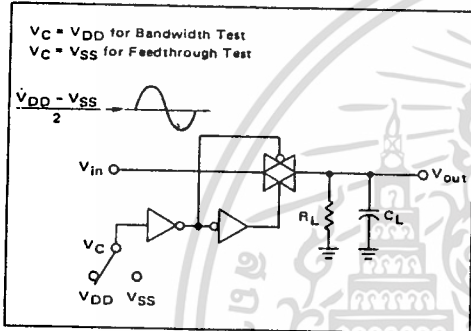 VC = VDD for Bandwidth Test
VC = VSS for Feedthrough Test
VDD - VSS
2
Vin
Vout
RL
CL
VC
VDD
VSS